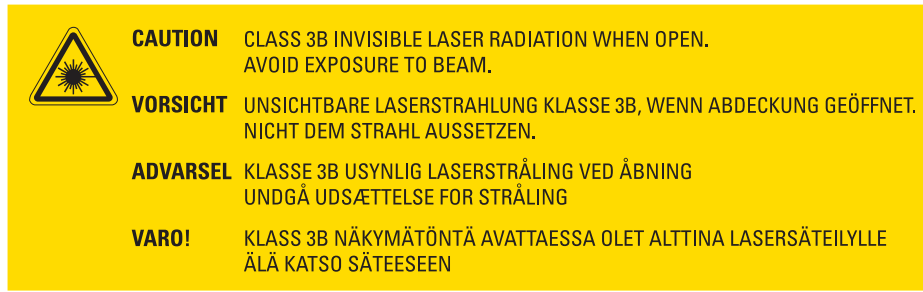 CAUTION CLASS 3B INVISIBLE LASER RADIATION WHEN OPEN.
AVOID EXPOSURE TO BEAM.
VORSICHT UNSICHTBARE LASERSTRAHLUNG KLASSE 3B, WENN ABDECKUNG GEÖFFNET.
NICHT DEM STRAHL AUSSETZEN.
ADVARSEL KLASSE 3B USYNLIG LASERSTRÅLING VED ÅBNING
UNDGÅ UDSÆTTELSE FOR STRÅLING
VARO! KLASS 3B NÄKYMÄTÖNTÄ AVATTAESSA OLET ALTTINA LASERSÄTEILYLLE
ÄLÄ KATSO SÄTEESEEN